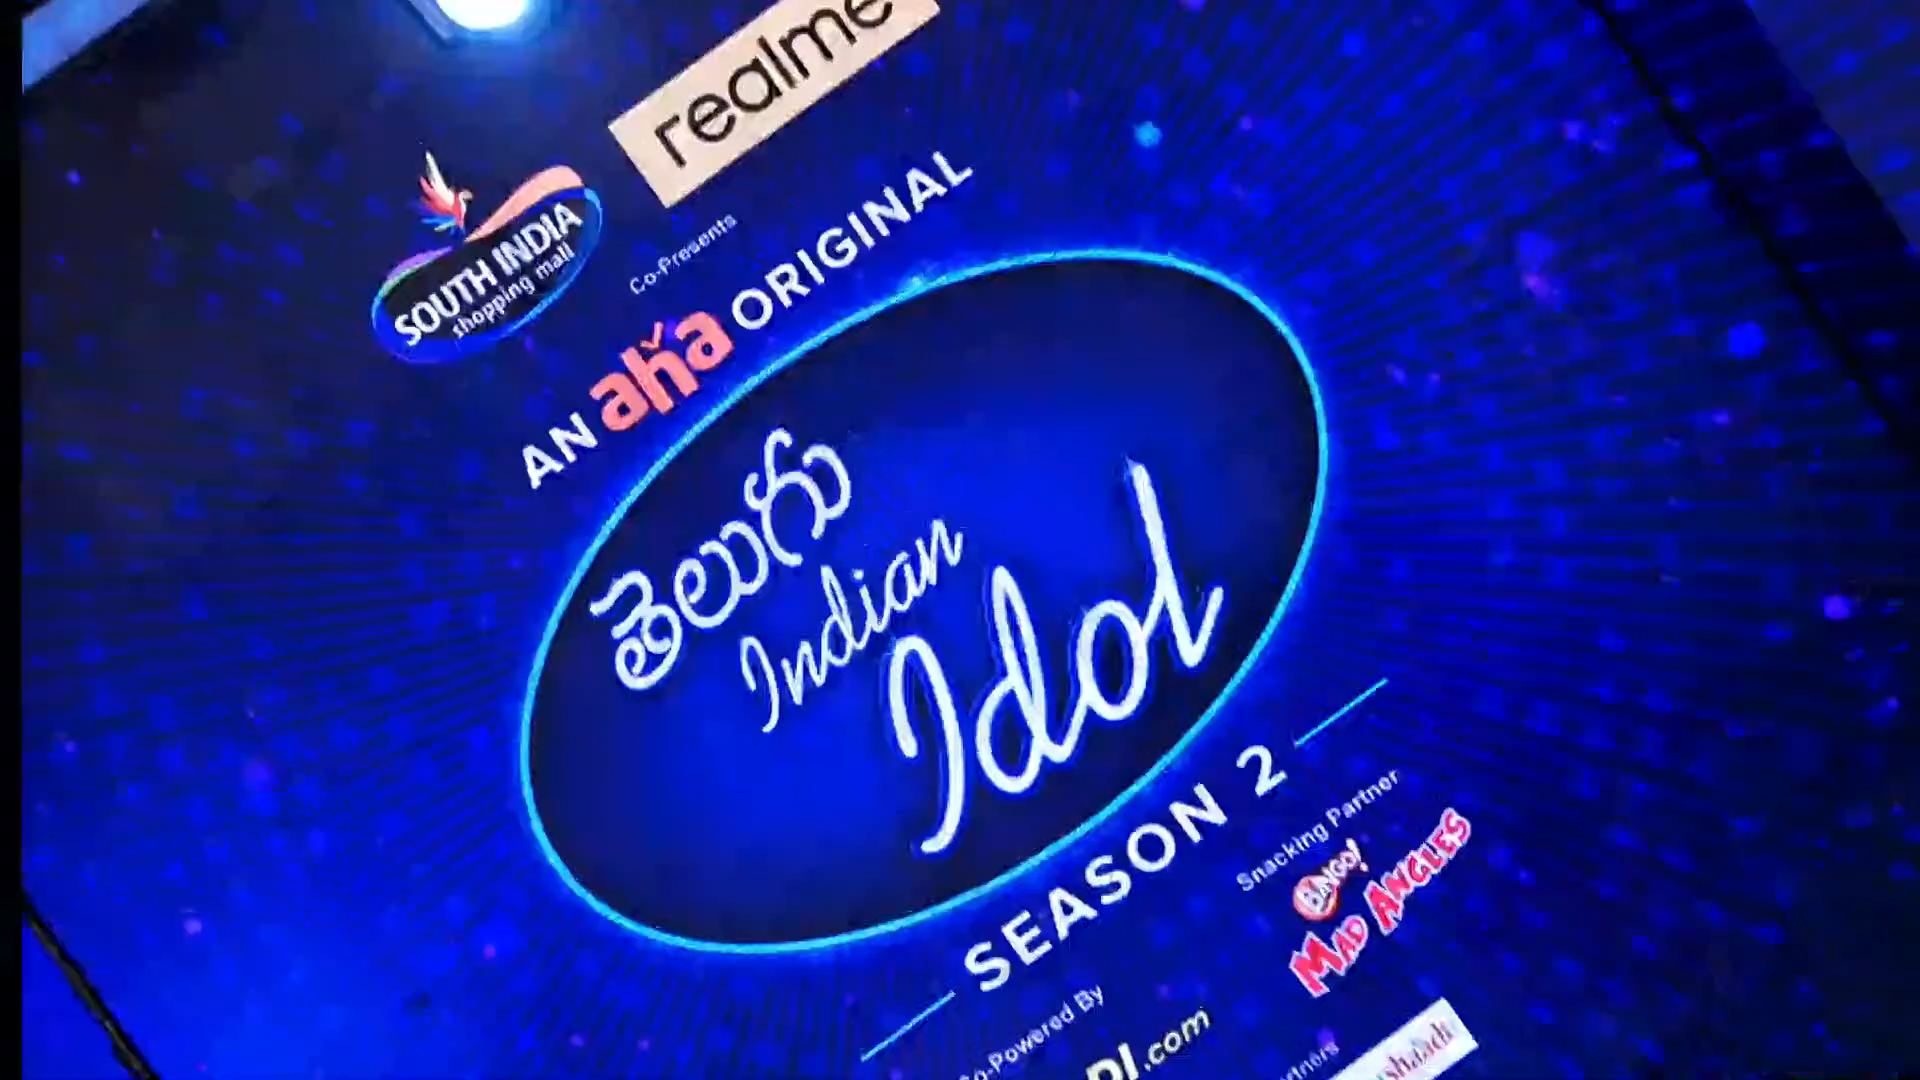 realme
SOUTH INDIA
shopping mall
Co-Presents
AN aha ORIGINAL
తెలుగు
Indian
Idol
SEASON 2
Snacking Partner
BINGO!
MAD ANGLES
Powered By
.com